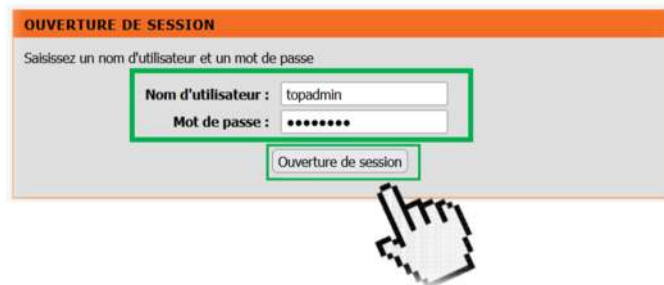 OUVERTURE DE SESSION
Saisissez un nom d'utilisateur et un mot de passe
Nom d'utilisateur : topadmin
Mot de passe : ••••••••
Ouverture de session